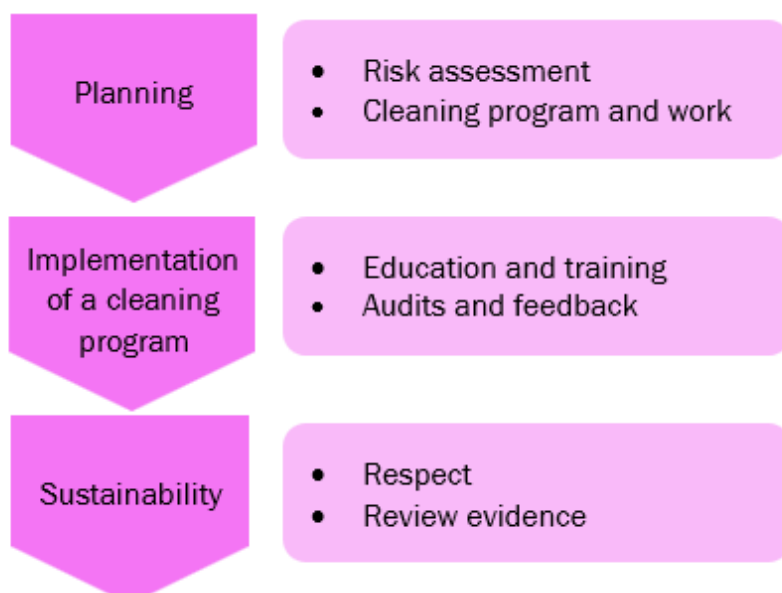 Planning
• Risk assessment
• Cleaning program and work
Implementation
of a cleaning
program
• Education and training
• Audits and feedback
Sustainability
• Respect
• Review evidence